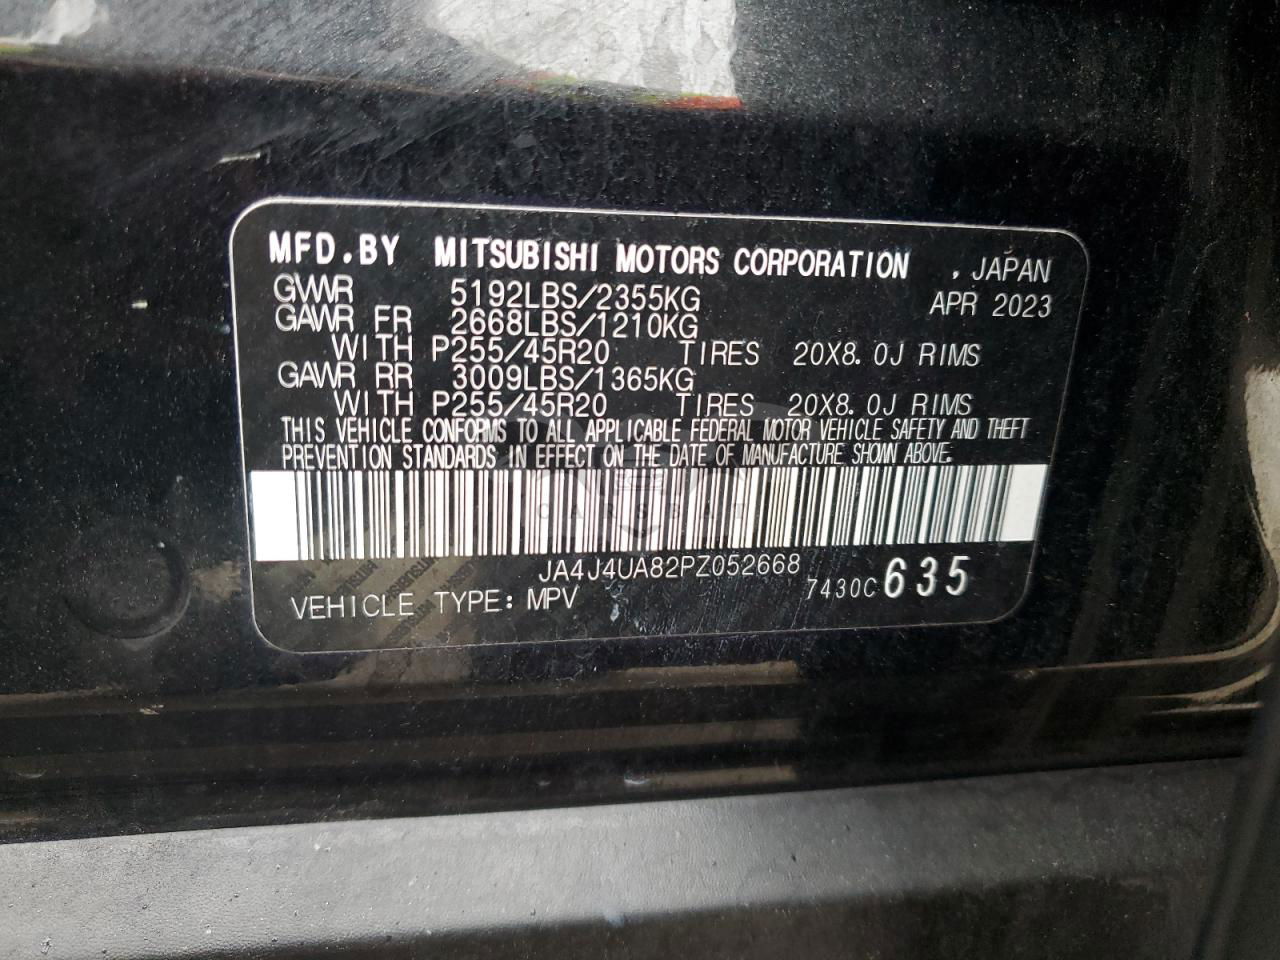 MFD.BY MITSUBISHI MOTORS CORPORATION , JAPAN
GVWR 5192LBS/2355KG APR 2023
GAWR FR 2668LBS/1210KG
WITH P255/45R20 TIRES 20X8.0J RIMS
GAWR RR 3009LBS/1365KG
WITH P255/45R20 TIRES 20X8.0J RIMS
THIS VEHICLE CONFORMS TO ALL APPLICABLE FEDERAL MOTOR VEHICLE SAFETY AND THEFT
PREVENTION STANDARDS IN EFFECT ON THE DATE OF MANUFACTURE SHOWN ABOVE.
JA4J4UA82PZ052668
VEHICLE TYPE: MPV 7430C 635